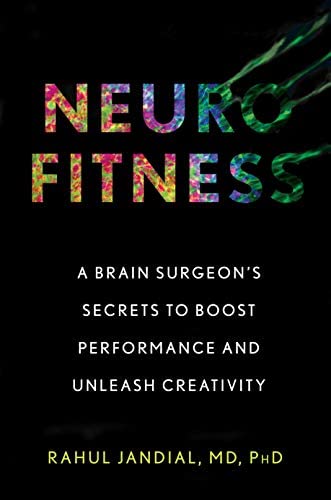 NEURO
FITNESS
A BRAIN SURGEON'S
SECRETS TO BOOST
PERFORMANCE AND
UNLEASH CREATIVITY
RAHUL JANDIAL, MD, PhD